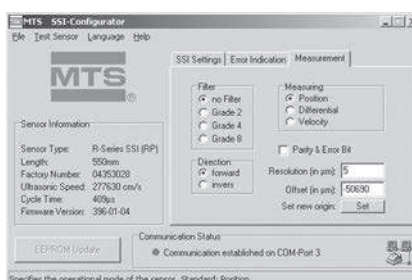 MTS SSI-Configurator
File Test Sensor Language Help
MTS
®
SSI Settings Error Indication Measurement
Filter
no Filter
Grade 2
Grade 4
Grade 8
Measuring
Position
Differential
Velocity
Direction
forward
invers
Parity & Error Bit
Resolution (in µm): 5
Offset (in µm): -50690
Set new origin: Set
Sensor Information
Sensor Type: R-Series SSI (RP)
Length: 550mm
Factory Number: 04353028
Ultrasonic Speed: 277630 cm/s
Cycle Time: 409µs
Firmware Version: 396-01-04
EEPROM Update
Communication Status
Communication established on COM-Port 3
Specifies the operational mode of the sensor. Standard: Position